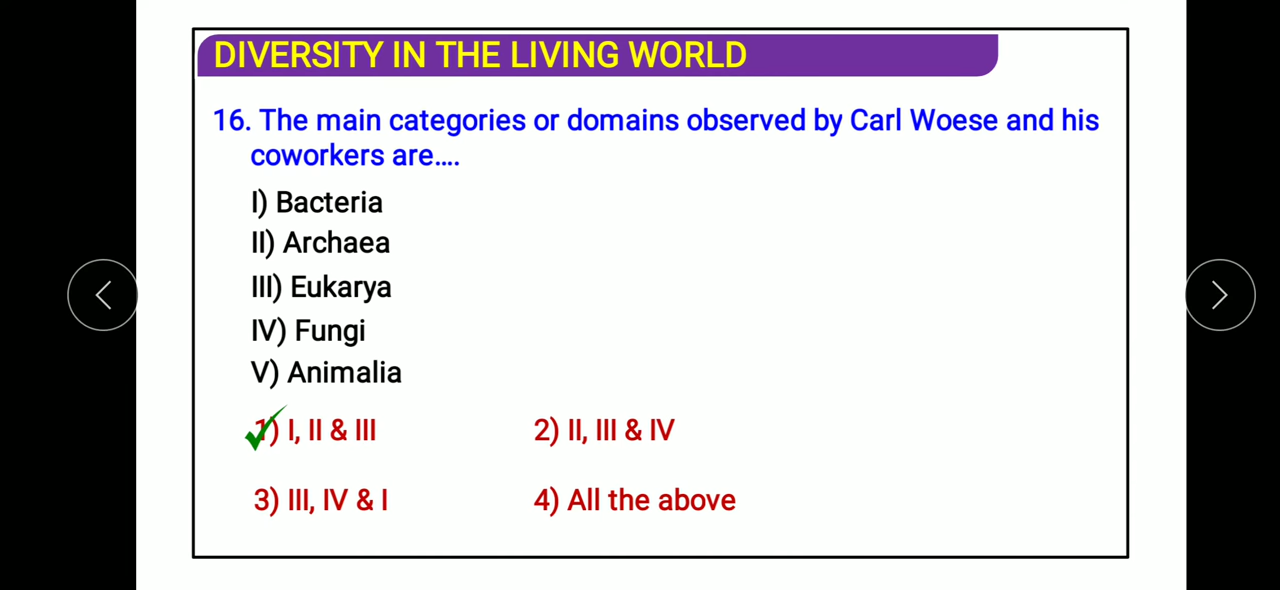 DIVERSITY IN THE LIVING WORLD
16. The main categories or domains observed by Carl Woese and his
coworkers are....
I) Bacteria
II) Archaea
III) Eukarya
IV) Fungi
V) Animalia
1) I, II & III
2) II, III & IV
3) III, IV & I
4) All the above